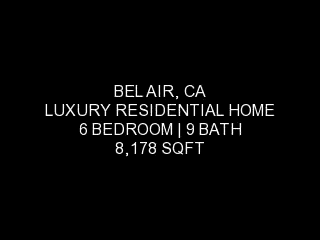 BEL AIR, CA
LUXURY RESIDENTIAL HOME
6 BEDROOM | 9 BATH
8,178 SQFT